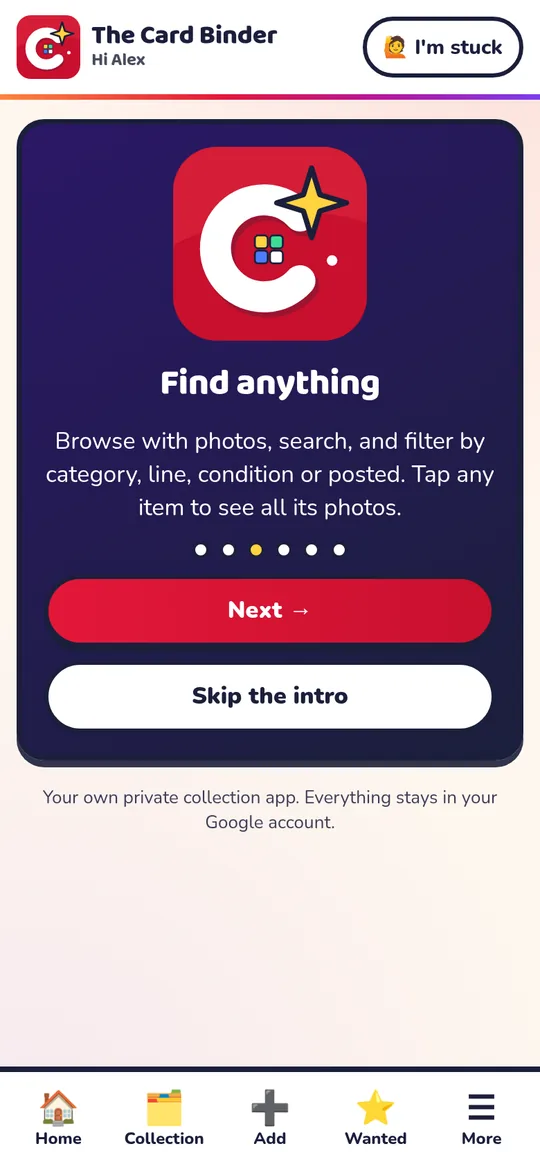 The Card Binder
Hi Alex
🙋 I'm stuck
Find anything
Browse with photos, search, and filter by
category, line, condition or posted. Tap any
item to see all its photos.
Next →
Skip the intro
Your own private collection app. Everything stays in your
Google account.
Home
Collection
Add
Wanted
More